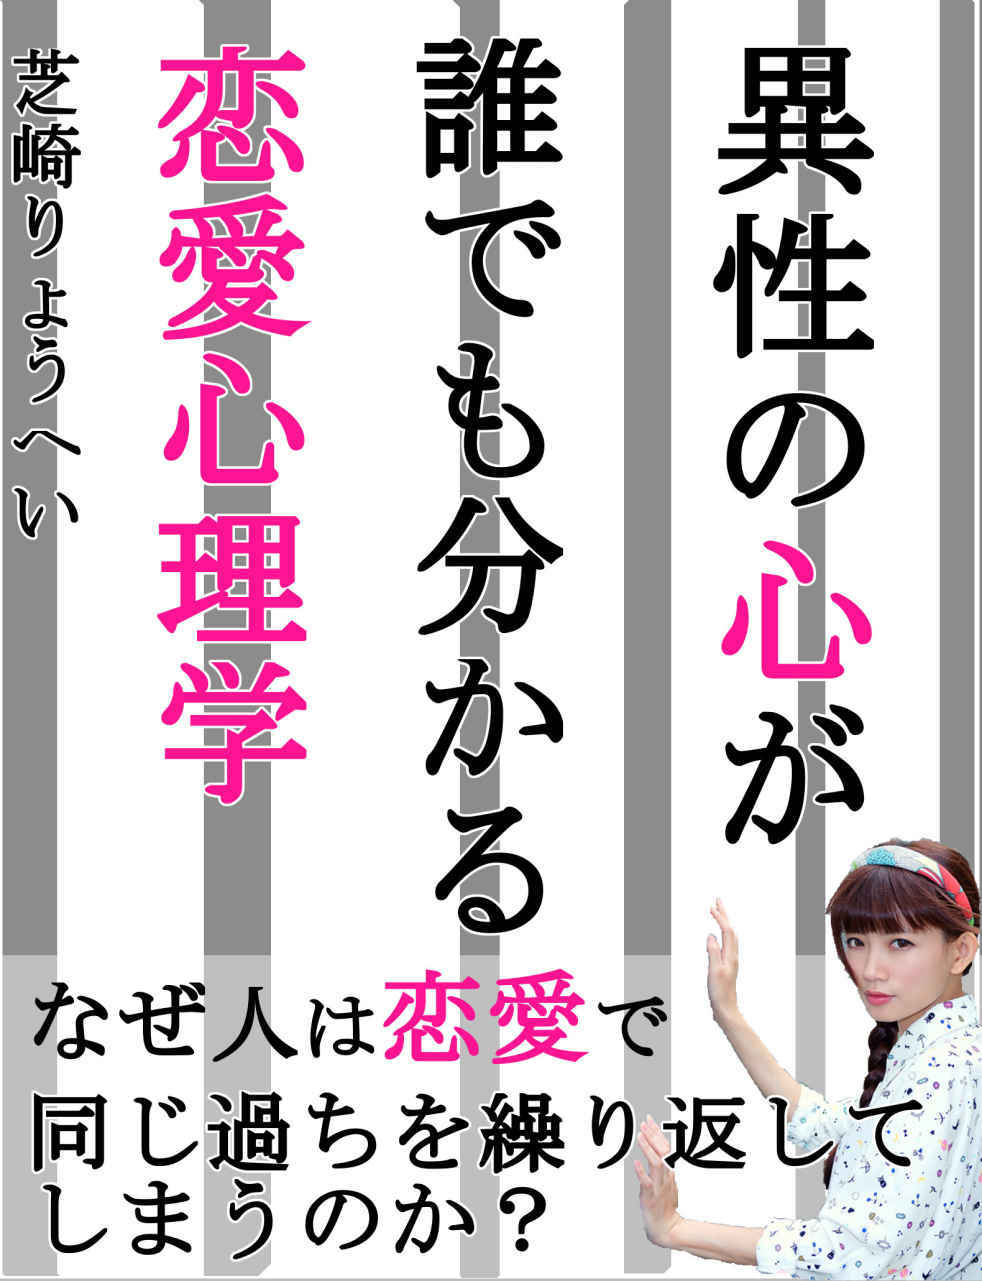 異性の心が
誰でも分かる
恋愛心理学
芝崎りょうへい
なぜ人は恋愛で
同じ過ちを繰り返して
しまうのか？